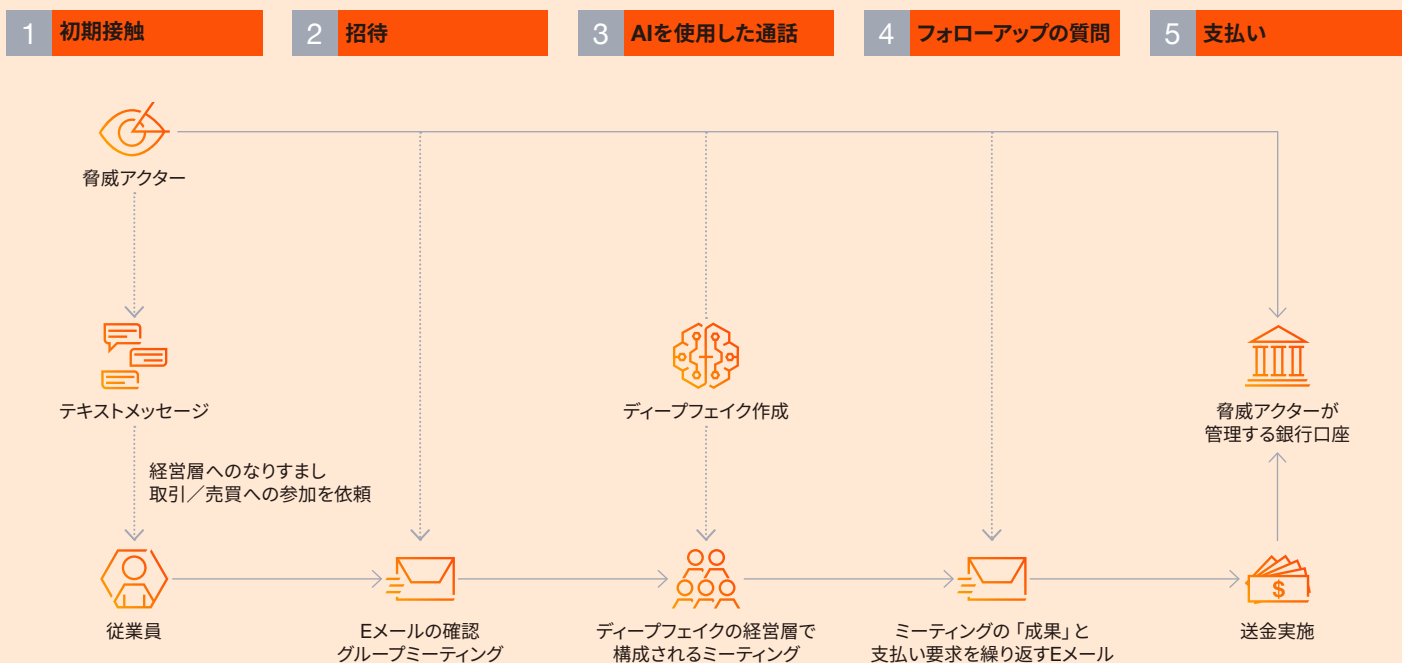 1 初期接触
2 招待
3 AIを使用した通話
4 フォローアップの質問
5 支払い
脅威アクター
テキストメッセージ
ディープフェイク作成
脅威アクターが
管理する銀行口座
経営層へのなりすまし
取引／売買への参加を依頼
従業員
Eメールの確認
グループミーティング
ディープフェイクの経営層で
構成されるミーティング
ミーティングの「成果」と
支払い要求を繰り返すEメール
$
送金実施